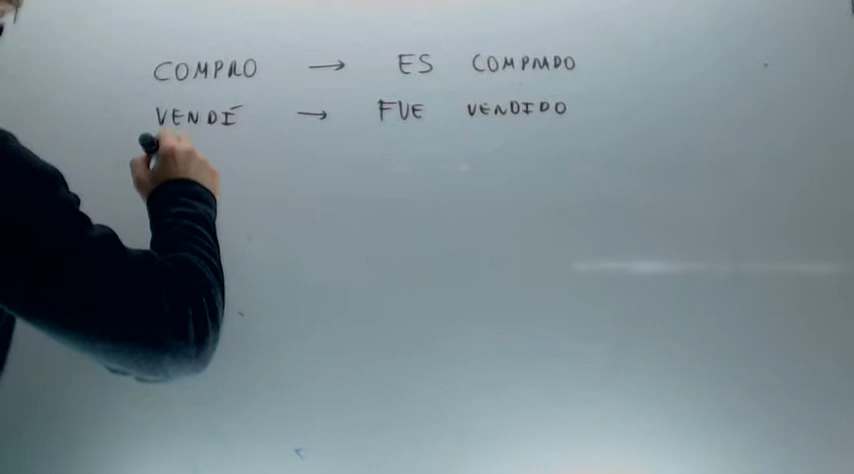 COMPRO → ES COMPRADO
VENDÍ → FUE VENDIDO